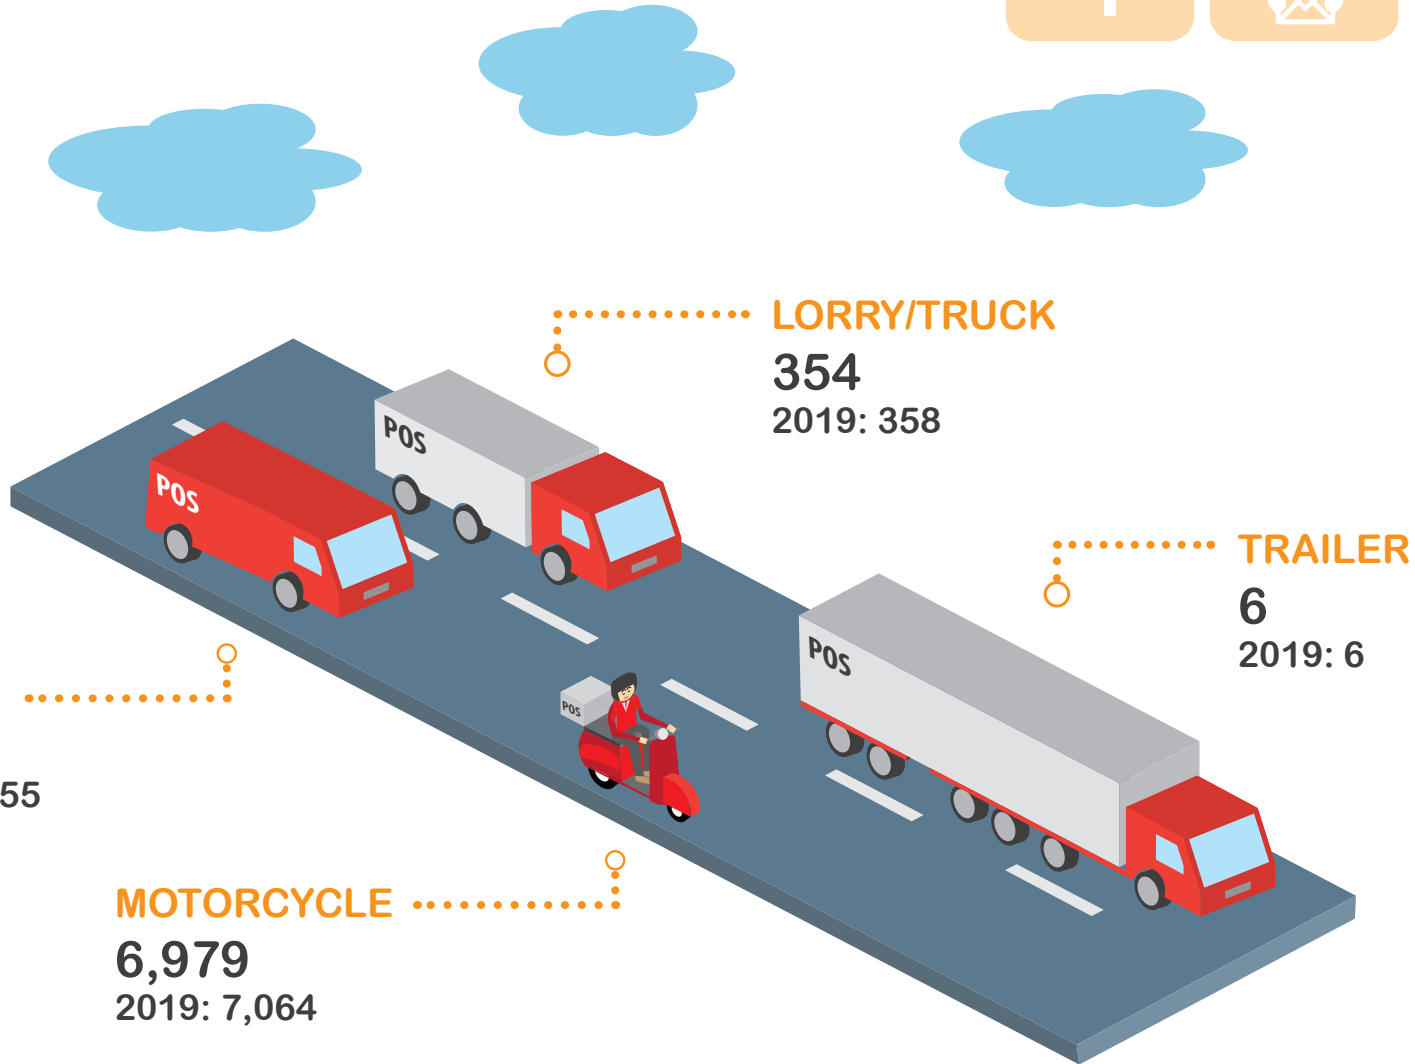 LORRY/TRUCK
354
2019: 358
POS
POS
TRAILER
6
2019: 6
POS
POS
55
MOTORCYCLE
6,979
2019: 7,064